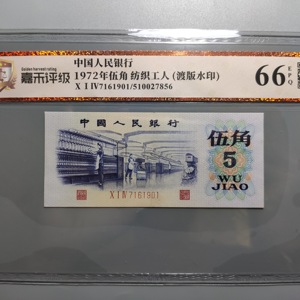 嘉禾评级
中国人民银行
1972年伍角 纺织工人 (渡版水印)
X I IV7161901/510027856
66 EPQ
中国人民银行
伍角
5
WU
JIAO
X I IV 7161901